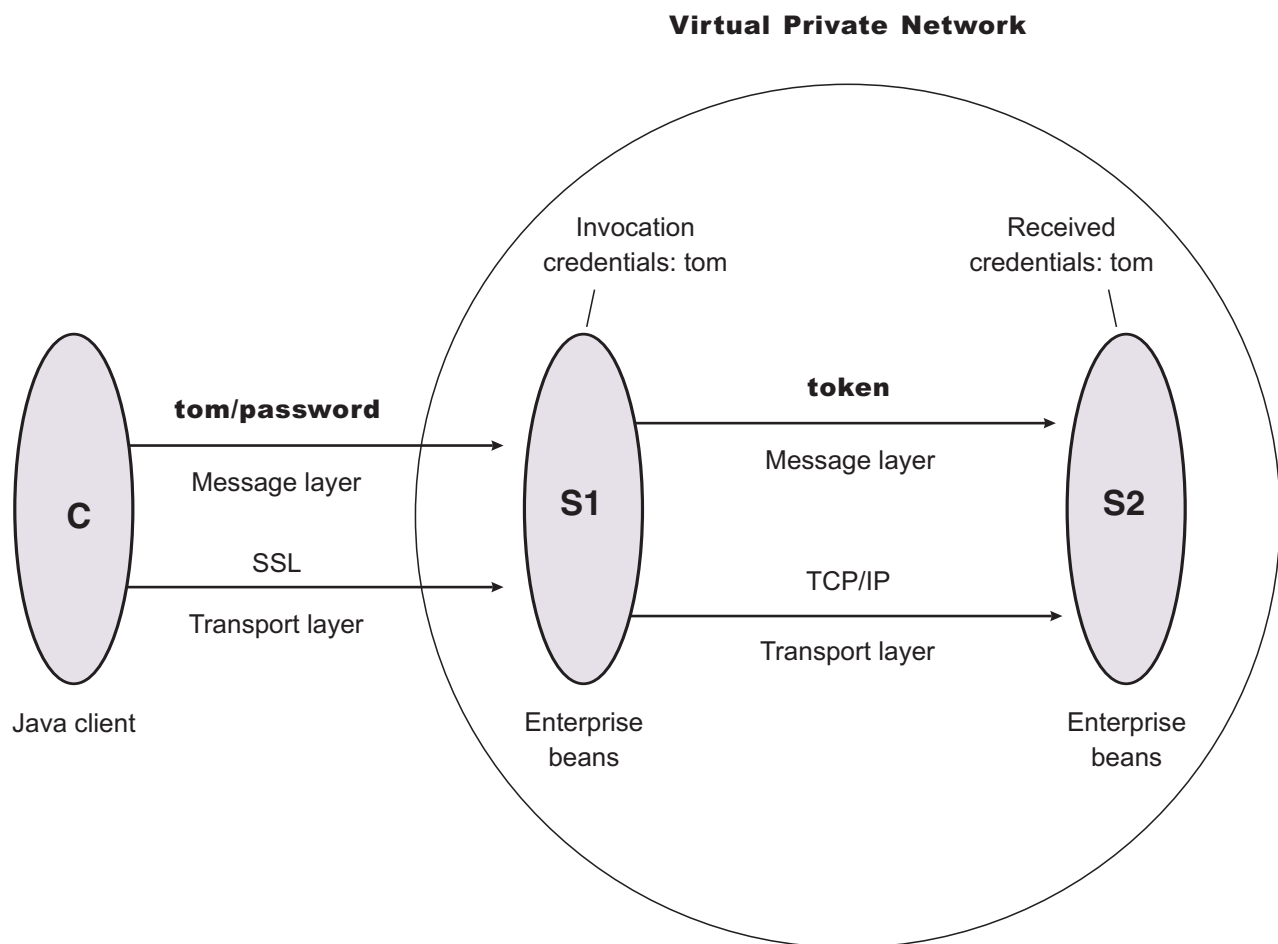 Virtual Private Network
Invocation
credentials: tom
Received
credentials: tom
tom/password
Message layer
token
Message layer
C
S1
S2
SSL
Transport layer
TCP/IP
Transport layer
Java client
Enterprise
beans
Enterprise
beans